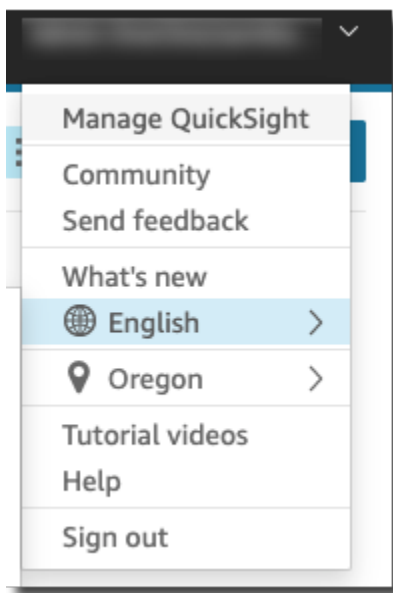 Manage QuickSight
Community
Send feedback
What's new
English
Oregon
Tutorial videos
Help
Sign out